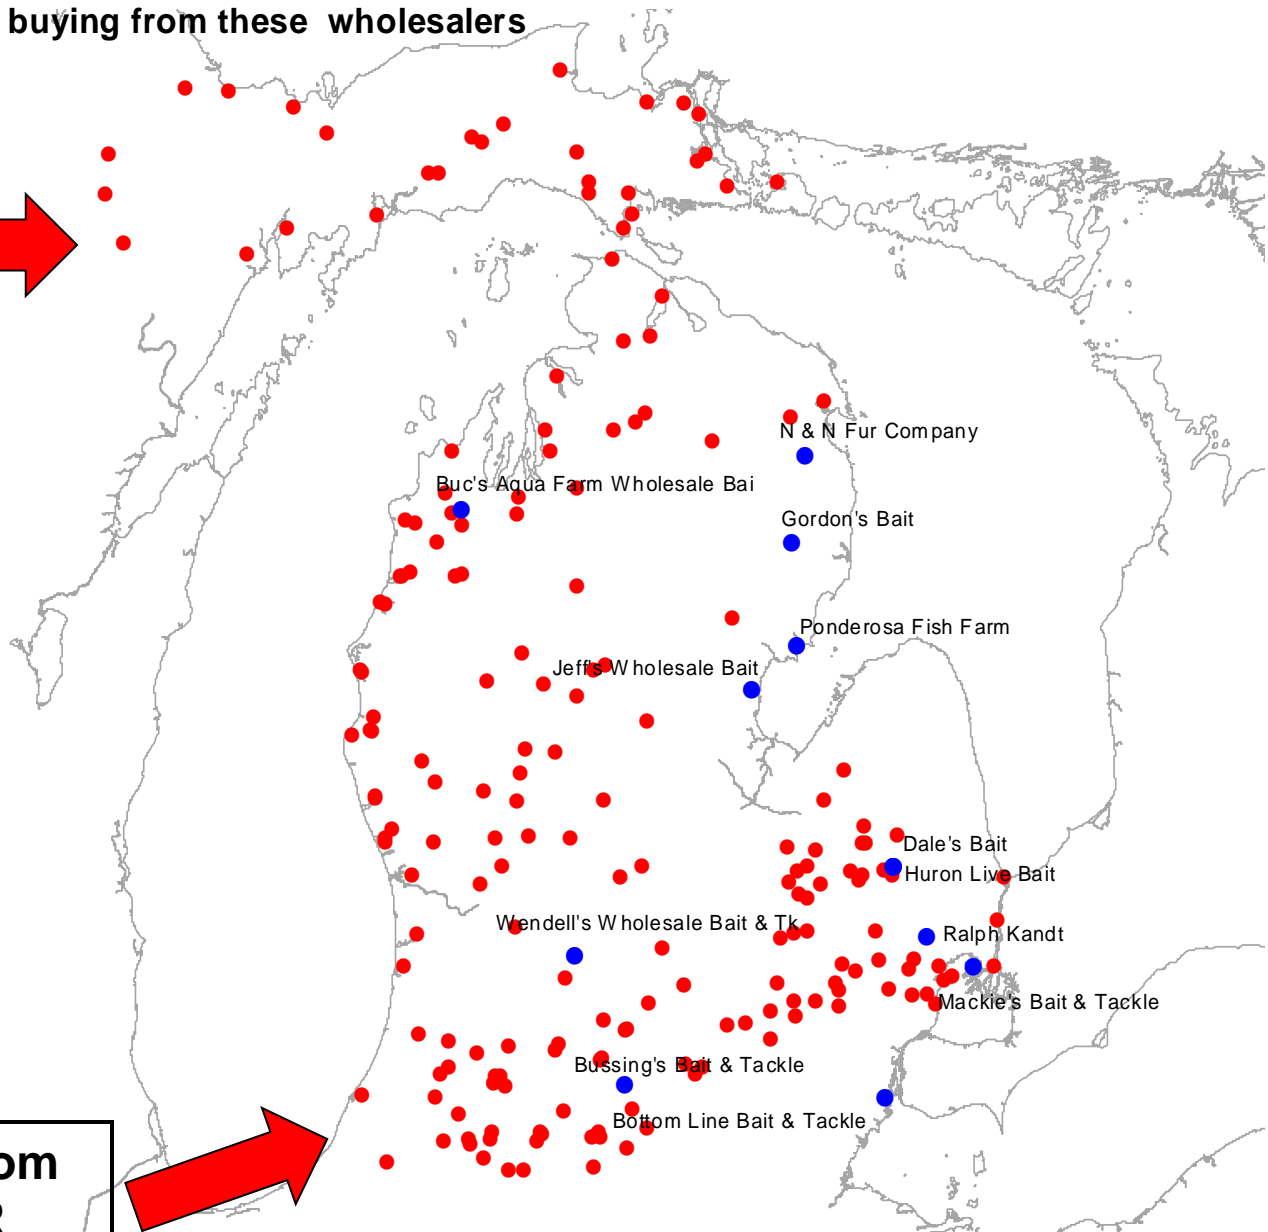 buying from these wholesalers
N & N Fur Company
Buc's Aqua Farm Wholesale Bai
Gordon's Bait
Ponderosa Fish Farm
Jeff's Wholesale Bait
Dale's Bait
Huron Live Bait
Wendell's Wholesale Bait & Tk
Ralph Kandt
Mackie's Bait & Tackle
Bussing's Bait & Tackle
Bottom Line Bait & Tackle
om